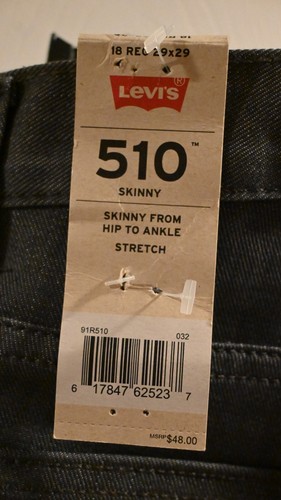 18 REG 29x29
LEVI'S ®
510™
SKINNY
SKINNY FROM
HIP TO ANKLE
STRETCH
91R510 032
6 17847 62523 7
MSRP $48.00